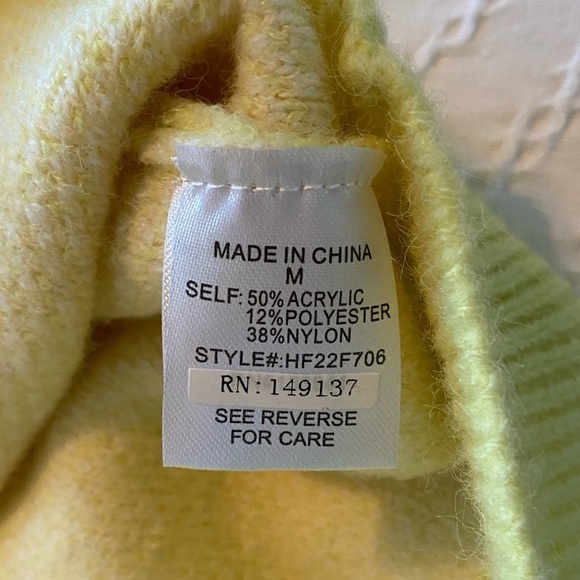 MADE IN CHINA
M
SELF: 50% ACRYLIC
12%POLYESTER
38%NYLON
STYLE#:HF22F706
RN: 149137
SEE REVERSE
FOR CARE